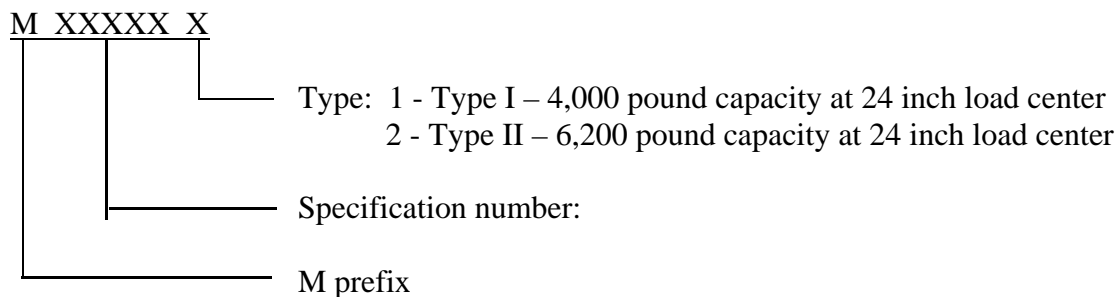 M XXXXX X
Type: 1 - Type I – 4,000 pound capacity at 24 inch load center
2 - Type II – 6,200 pound capacity at 24 inch load center
Specification number:
M prefix